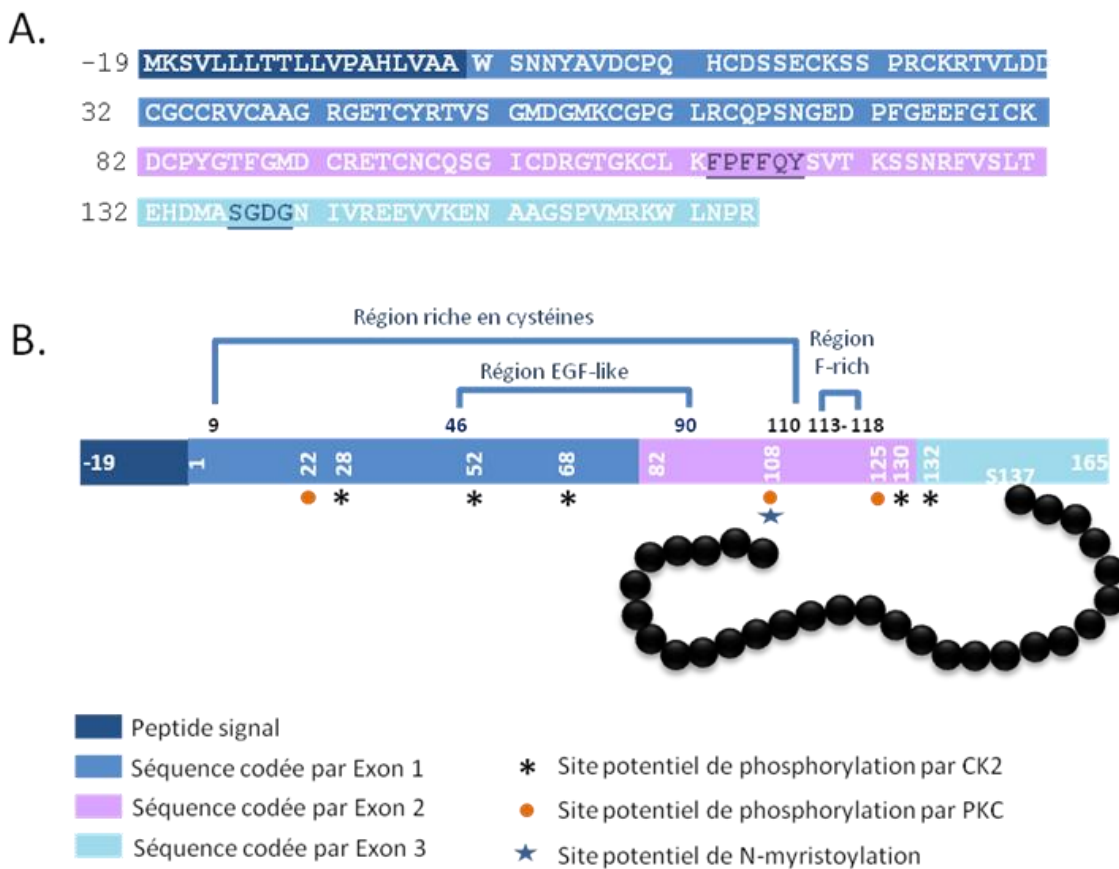 A.
-19 MKSVLLLTTLLVPAHLVAA W SNNYAVDCPQ HCDSSECKSS PRCKRTVLDD
32 CGCCRVCAAG RGETCYRTVS GMDGMKCGPG LRCQPSNGED PFGEEFGICK
82 DCPYGTFGMD CRETCNCQSG ICDRGTGKCL KFPFFQYSVT KSSNRFVSLT
132 EHDMASGDGN IVREEVVKEN AAGSPVMRKW LNPR
B.
Région riche en cystéines
Région F-rich
Région EGF-like
9 46 90 110 113- 118
-19 1 22 28 52 68 82 108 125 130 132 S137 165
Peptide signal
Séquence codée par Exon 1
Séquence codée par Exon 2
Séquence codée par Exon 3
* Site potentiel de phosphorylation par CK2
Site potentiel de phosphorylation par PKC
Site potentiel de N-myristoylation